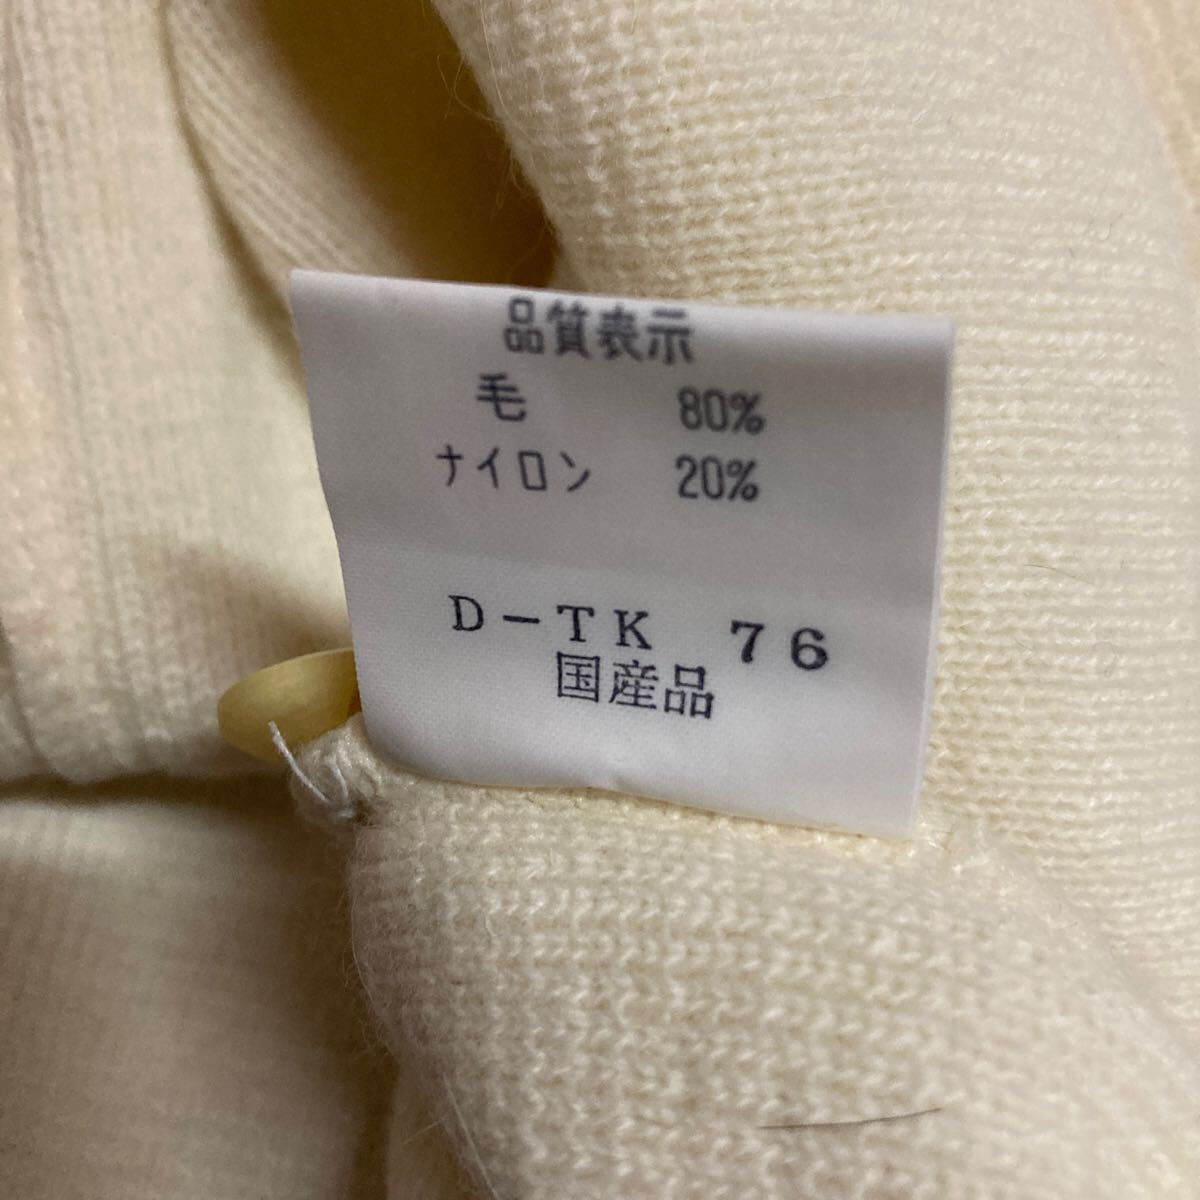 品質表示
毛 80%
ナイロン 20%
D-TK 76
国産品